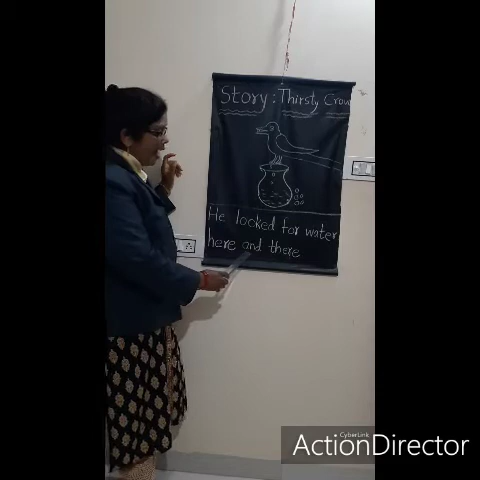 Story : Thirsty Crow
He looked for water
here and there
CyberLink
ActionDirector